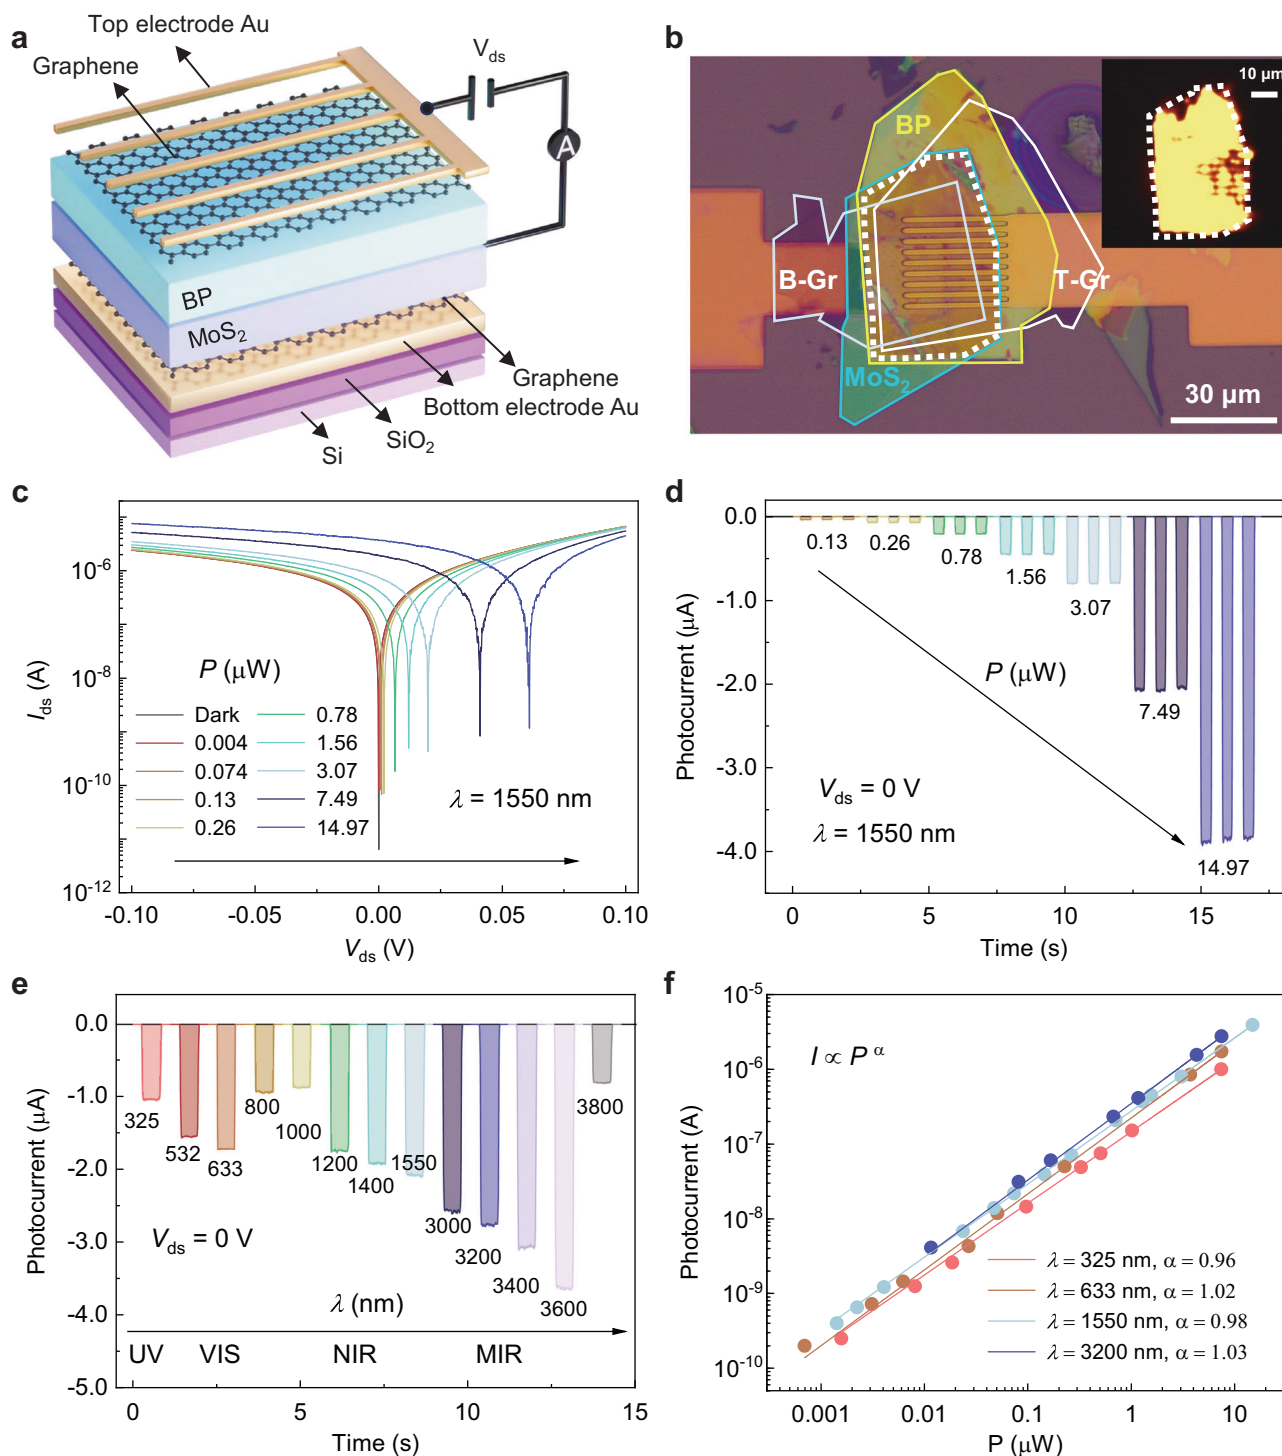 a
Top electrode Au
Graphene
V_ds
A
BP
MoS₂
Graphene
Bottom electrode Au
SiO₂
Si
b
BP
10 μm
B-Gr
T-Gr
MoS₂
30 μm
c
10⁻⁶
10⁻⁸
10⁻¹⁰
10⁻¹²
I_ds (A)
P (μW)
Dark
0.004
0.074
0.13
0.26
0.78
1.56
3.07
7.49
14.97
λ = 1550 nm
-0.10 -0.05 0.00 0.05 0.10
V_ds (V)
d
0.0
-1.0
-2.0
-3.0
-4.0
Photocurrent (μA)
0.13 0.26 0.78 1.56 3.07 7.49 14.97
P (μW)
V_ds = 0 V
λ = 1550 nm
0 5 10 15
Time (s)
e
0.0
-1.0
-2.0
-3.0
-4.0
-5.0
Photocurrent (μA)
325 532 633 800 1000 1200 1400 1550 3000 3200 3400 3600 3800
V_ds = 0 V
λ (nm)
UV VIS NIR MIR
0 5 10 15
Time (s)
f
10⁻⁵
10⁻⁶
10⁻⁷
10⁻⁸
10⁻⁹
10⁻¹⁰
Photocurrent (A)
I ∝ P^α
λ = 325 nm, α = 0.96
λ = 633 nm, α = 1.02
λ = 1550 nm, α = 0.98
λ = 3200 nm, α = 1.03
0.001 0.01 0.1 1 10
P (μW)